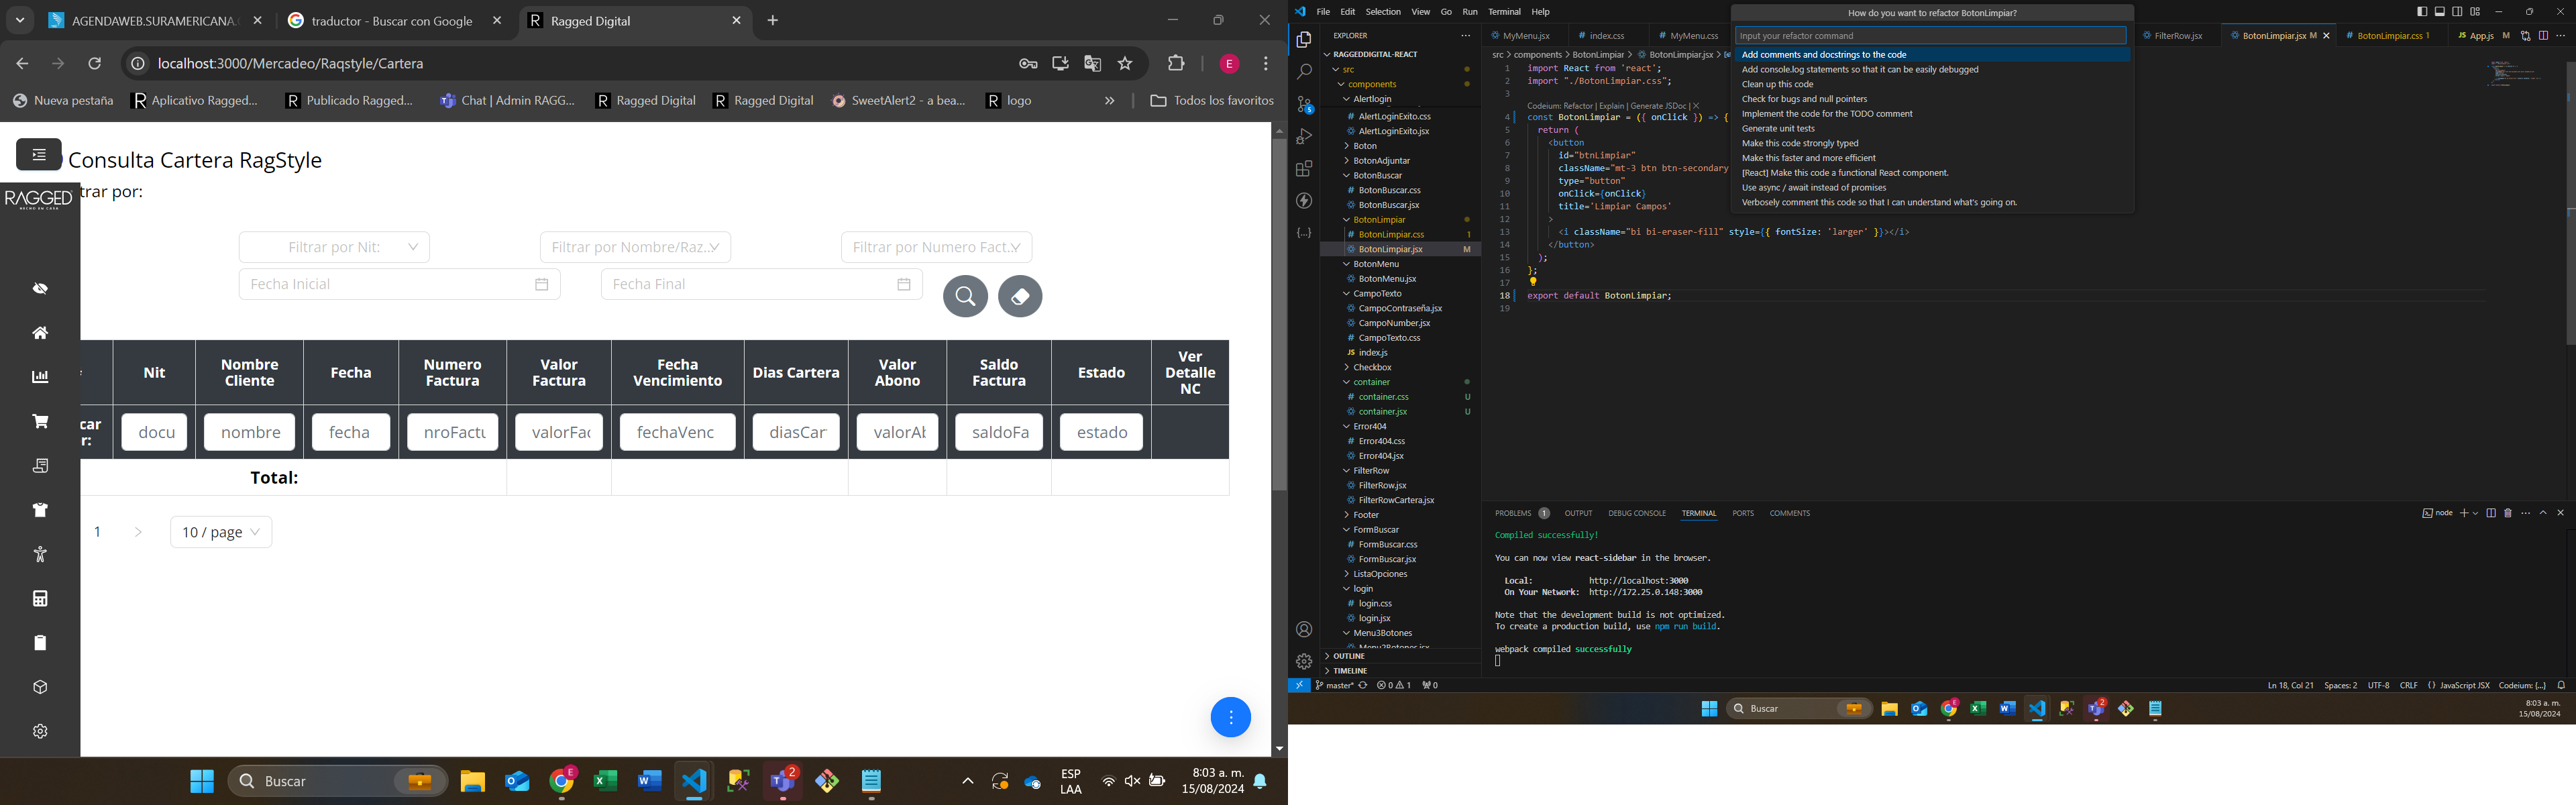 AGENDAWEB.SURAMERICANA.
traductor - Buscar con Google
Ragged Digital
localhost:3000/Mercadeo/Raqstyle/Cartera
E
Nueva pestaña
Aplicativo Ragged...
Publicado Ragged...
Chat | Admin RAGG...
Ragged Digital
Ragged Digital
SweetAlert2 - a bea...
logo
»
Todos los favoritos
Consulta Cartera RagStyle
trar por:
RAGGED
HECHO EN CASA
Filtrar por Nit:
Filtrar por Nombre/Raz...
Filtrar por Numero Fact...
Fecha Inicial
Fecha Final
Nit
Nombre Cliente
Fecha
Numero Factura
Valor Factura
Fecha Vencimiento
Dias Cartera
Valor Abono
Saldo Factura
Estado
Ver Detalle NC
car
r:
docu
nombre
fecha
nroFactu
valorFac
fechaVenc
diasCar
valorAb
saldoFa
estado
Total:
1
10 / page
Buscar
E
2
ESP
LAA
8:03 a. m.
15/08/2024
File Edit Selection View Go Run Terminal Help
How do you want to refactor BotonLimpiar?
Input your refactor command
Add comments and docstrings to the code
Add console.log statements so that it can be easily debugged
Clean up this code
Check for bugs and null pointers
Implement the code for the TODO comment
Generate unit tests
Make this code strongly typed
Make this faster and more efficient
[React] Make this code a functional React component.
Use async / await instead of promises
Verbosely comment this code so that I can understand what's going on.
EXPLORER
RAGGEDDIGITAL-REACT
src
components
Alertlogin
AlertLoginExito.css
AlertLoginExito.jsx
Boton
BotonAdjuntar
BotonBuscar
BotonBuscar.css
BotonBuscar.jsx
BotonLimpiar
BotonLimpiar.css 1
BotonLimpiar.jsx M
BotonMenu
BotonMenu.jsx
CampoTexto
CampoContraseña.jsx
CampoNumber.jsx
CampoTexto.css
index.js
Checkbox
container
container.css U
container.jsx U
Error404
Error404.css
Error404.jsx
FilterRow
FilterRow.jsx
FilterRowCartera.jsx
Footer
FormBuscar
FormBuscar.css
FormBuscar.jsx
ListaOpciones
login
login.css
login.jsx
Menu3Botones
OUTLINE
TIMELINE
5
MyMenu.jsx
index.css
MyMenu.css
FilterRow.jsx
BotonLimpiar.jsx M
BotonLimpiar.css 1
App.js M
src > components > BotonLimpiar > BotonLimpiar.jsx >
1 import React from 'react';
2 import "./BotonLimpiar.css";
3
Codeium: Refactor | Explain | Generate JSDoc | X
4 const BotonLimpiar = ({ onClick }) => {
5 return (
6 <button
7 id="btnLimpiar"
8 className="mt-3 btn btn-secondary
9 type="button"
10 onClick={onClick}
11 title='Limpiar Campos'
12 >
13 <i className="bi bi-eraser-fill" style={{ fontSize: 'larger' }}></i>
14 </button>
15 );
16 };
17
18 export default BotonLimpiar;
19
PROBLEMS 1 OUTPUT DEBUG CONSOLE TERMINAL PORTS COMMENTS
node
Compiled successfully!
You can now view react-sidebar in the browser.
Local: http://localhost:3000
On Your Network: http://172.25.0.148:3000
Note that the development build is not optimized.
To create a production build, use npm run build.
webpack compiled successfully
master* 0 1 0
Ln 18, Col 21 Spaces: 2 UTF-8 CRLF {} JavaScript JSX Codeium: {...}
Buscar
2
8:03 a. m.
15/08/2024